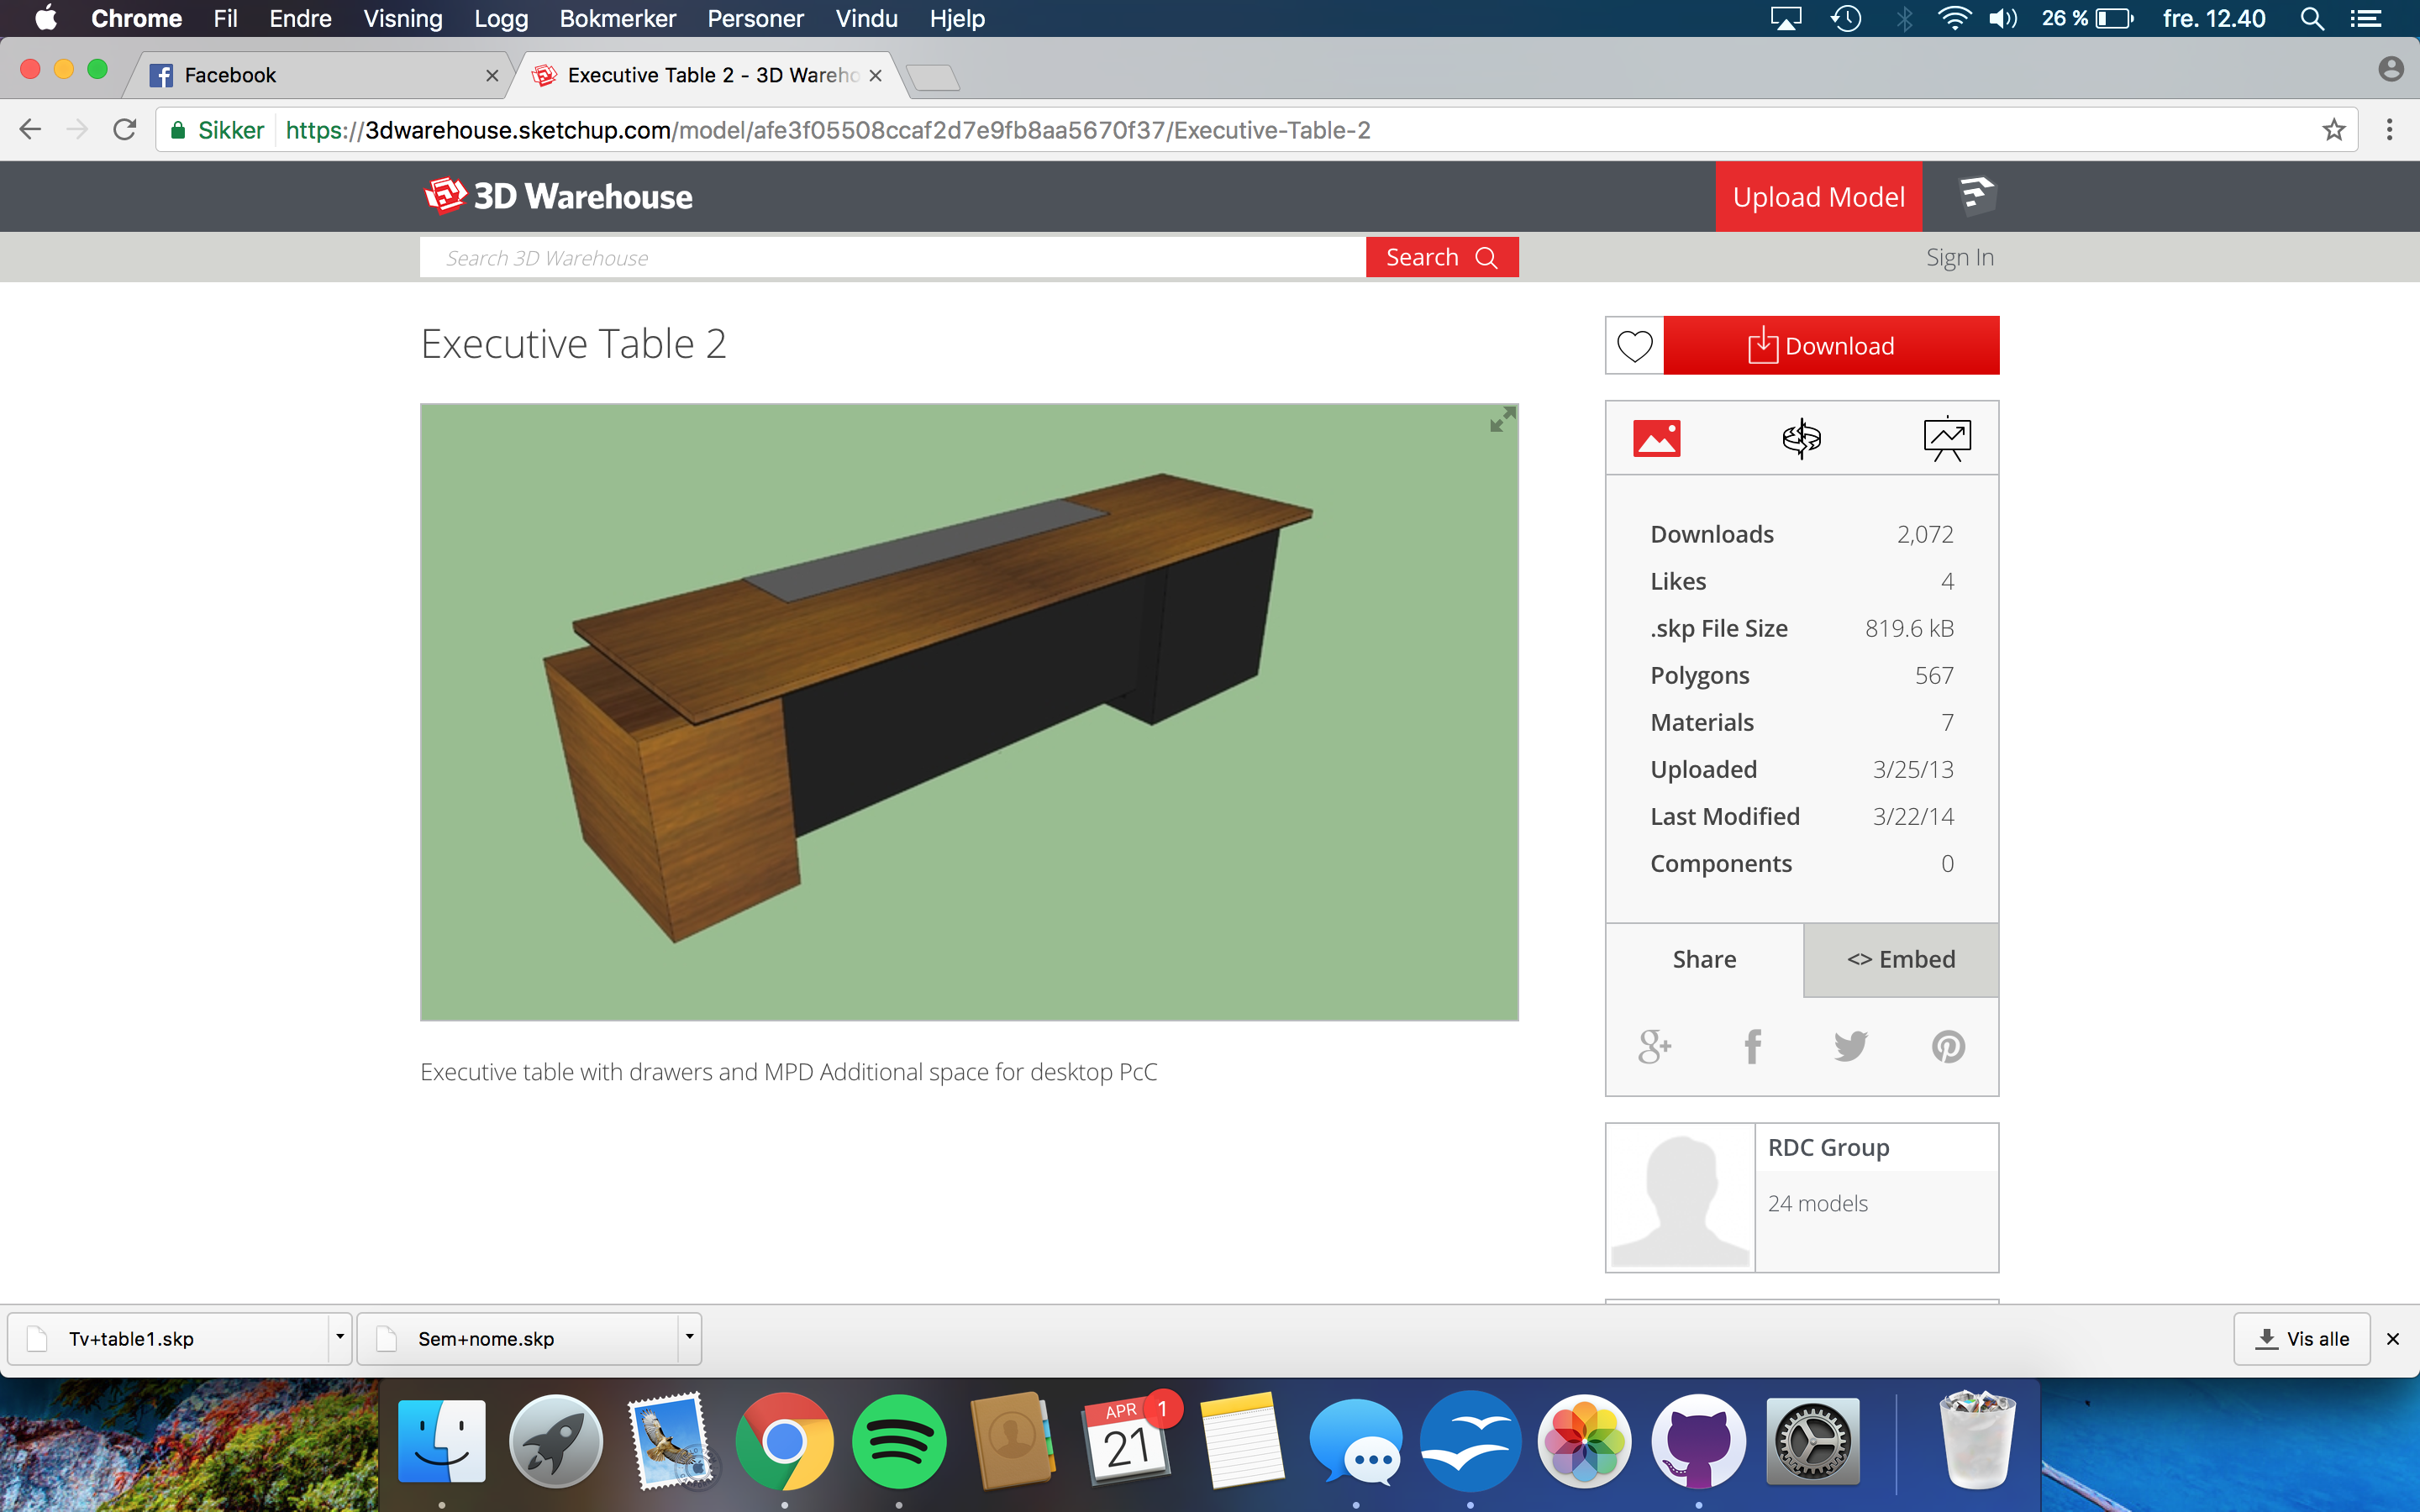 Chrome Fil Endre Visning Logg Bokmerker Personer Vindu Hjelp 26 % fre. 12.40
Facebook Executive Table 2 - 3D Wareho
Sikker https://3dwarehouse.sketchup.com/model/afe3f05508ccaf2d7e9fb8aa5670f37/Executive-Table-2
3D Warehouse Upload Model
Search 3D Warehouse Search Sign In
Executive Table 2
Download
Downloads 2,072
Likes 4
.skp File Size 819.6 kB
Polygons 567
Materials 7
Uploaded 3/25/13
Last Modified 3/22/14
Components 0
Share <> Embed
Executive table with drawers and MPD Additional space for desktop PcC
RDC Group
24 models
Tv+table1.skp Sem+nome.skp Vis alle
APR 1
21